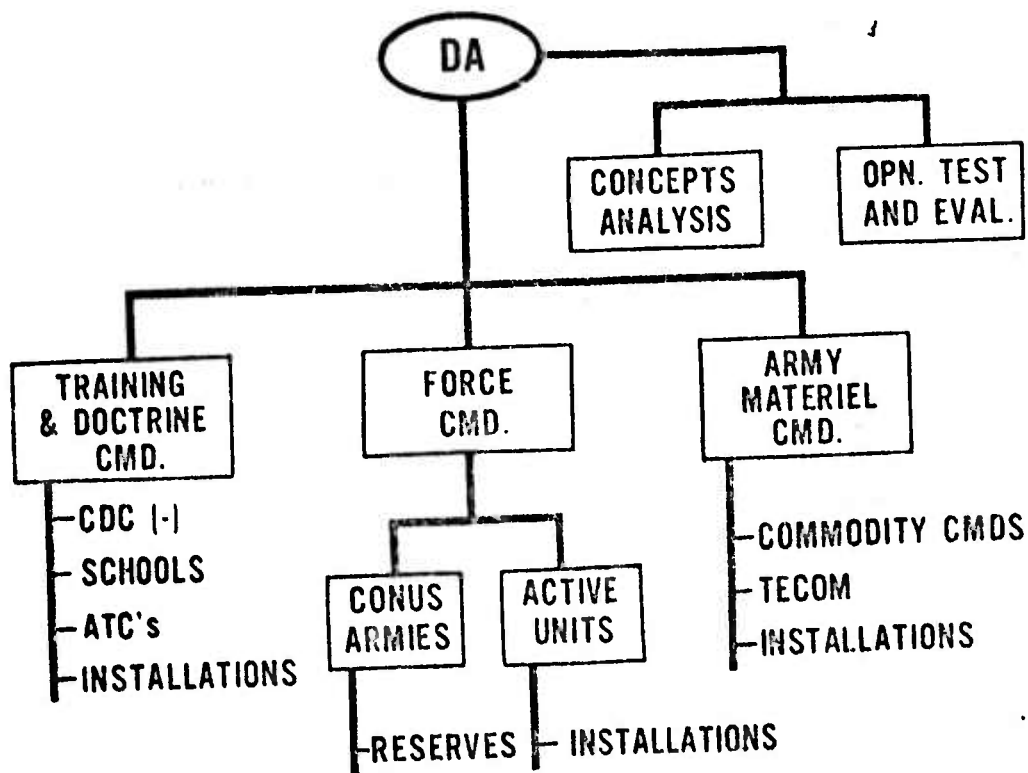 DA
CONCEPTS
ANALYSIS
OPN. TEST
AND EVAL.
TRAINING
& DOCTRINE
CMD.
CDC (-)
SCHOOLS
ATC's
INSTALLATIONS
FORCE
CMD.
CONUS
ARMIES
RESERVES
ACTIVE
UNITS
INSTALLATIONS
ARMY
MATERIEL
CMD.
COMMODITY CMDS
TECOM
INSTALLATIONS